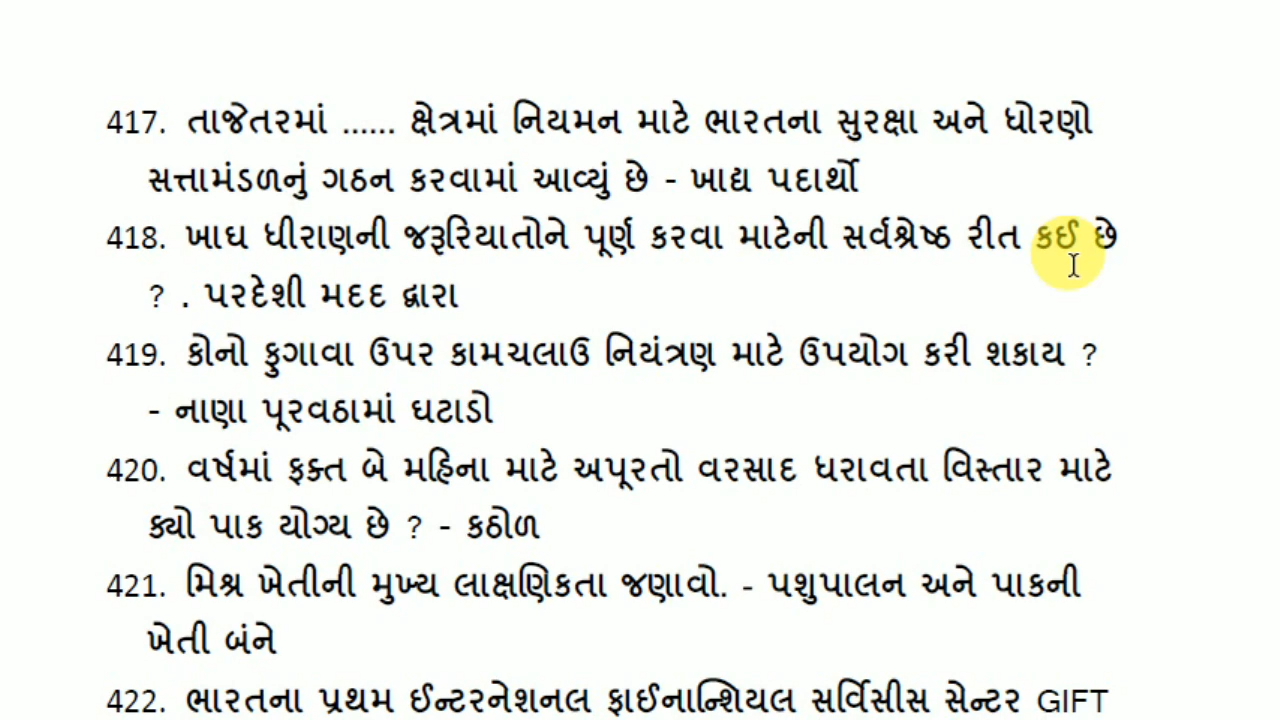 417. તાજેતરમાં ...... ક્ષેત્રમાં નિયમન માટે ભારતના સુરક્ષા અને ધોરણો
સત્તામંડળનું ગઠન કરવામાં આવ્યું છે - ખાદ્ય પદાર્થો
418. ખાઘ ધીરાણની જરૂરિયાતોને પૂર્ણ કરવા માટેની સર્વશ્રેષ્ઠ રીત કઈ છે
? . પરદેશી મદદ દ્વારા
419. કોનો ફુગાવા ઉપર કામચલાઉ નિયંત્રણ માટે ઉપયોગ કરી શકાય ?
- નાણા પૂરવઠામાં ઘટાડો
420. વર્ષમાં ફક્ત બે મહિના માટે અપૂરતો વરસાદ ધરાવતા વિસ્તાર માટે
ક્યો પાક યોગ્ય છે ? - કઠોળ
421. મિશ્ર ખેતીની મુખ્ય લાક્ષણિકતા જણાવો. - પશુપાલન અને પાકની
ખેતી બંને
422. ભારતના પ્રથમ ઈન્ટરનેશનલ ફાઈનાન્શિયલ સર્વિસીસ સેન્ટર GIFT